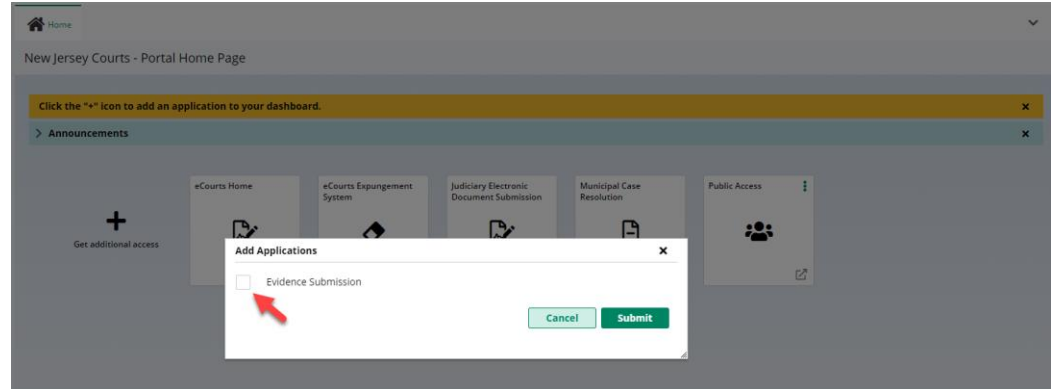 Home
New Jersey Courts - Portal Home Page
Click the "+" icon to add an application to your dashboard.
Announcements
Get additional access
eCourts Home
eCourts Expungement
System
Judiciary Electronic
Document Submission
Municipal Case
Resolution
Public Access
Add Applications
Evidence Submission
Cancel
Submit